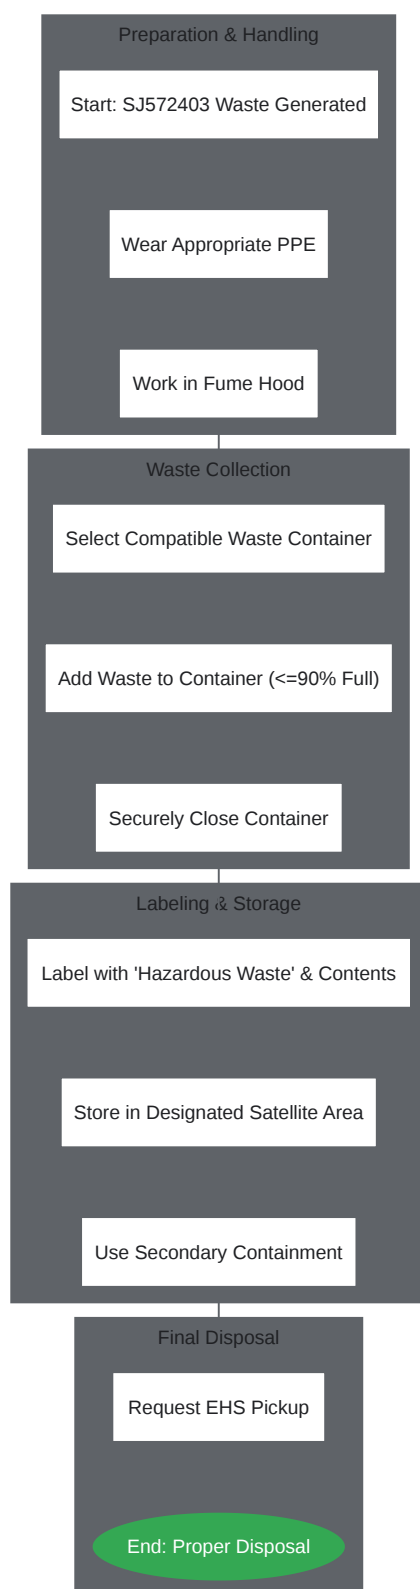 Preparation & Handling
Start: SJ572403 Waste Generated
Wear Appropriate PPE
Work in Fume Hood
Waste Collection
Select Compatible Waste Container
Add Waste to Container (<=90% Full)
Securely Close Container
Labeling & Storage
Label with 'Hazardous Waste' & Contents
Store in Designated Satellite Area
Use Secondary Containment
Final Disposal
Request EHS Pickup
End: Proper Disposal